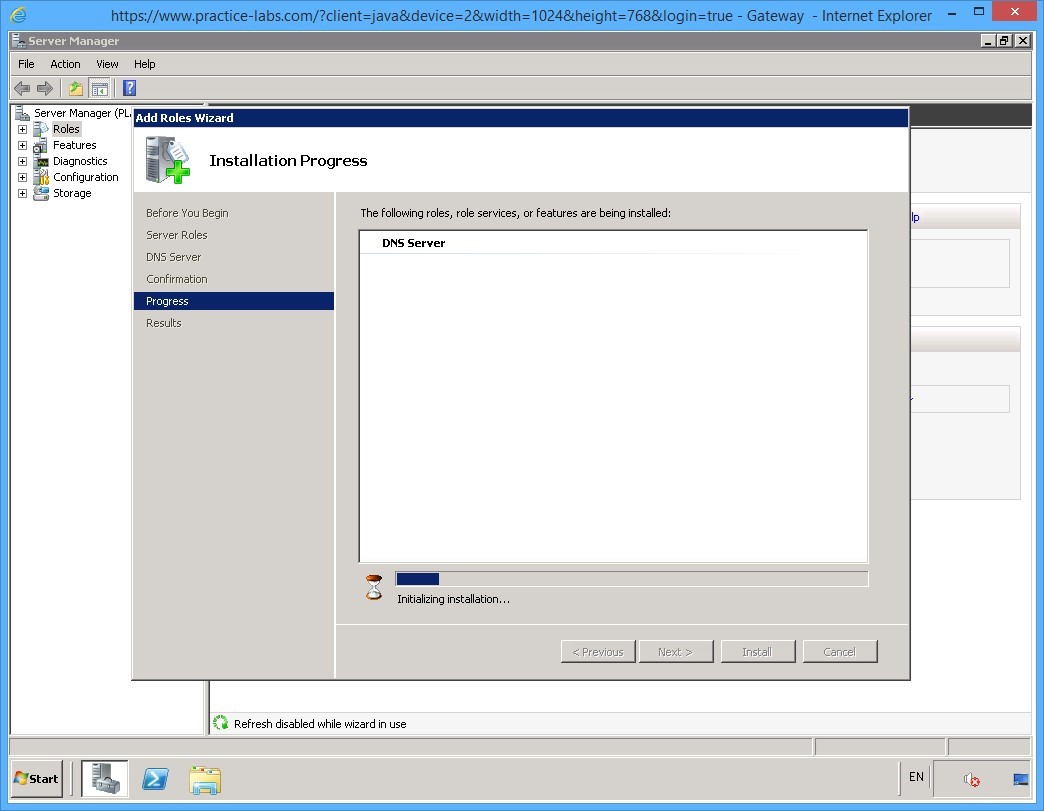 https://www.practice-labs.com/?client=java&device=2&width=1024&height=768&login=true - Gateway - Internet Explorer
Server Manager
File Action View Help
Server Manager (PL
Roles
Features
Diagnostics
Configuration
Storage
Add Roles Wizard
Installation Progress
Before You Begin
Server Roles
DNS Server
Confirmation
Progress
Results
The following roles, role services, or features are being installed:
DNS Server
Initializing installation...
< Previous Next > Install Cancel
lp
Refresh disabled while wizard in use
Start
EN